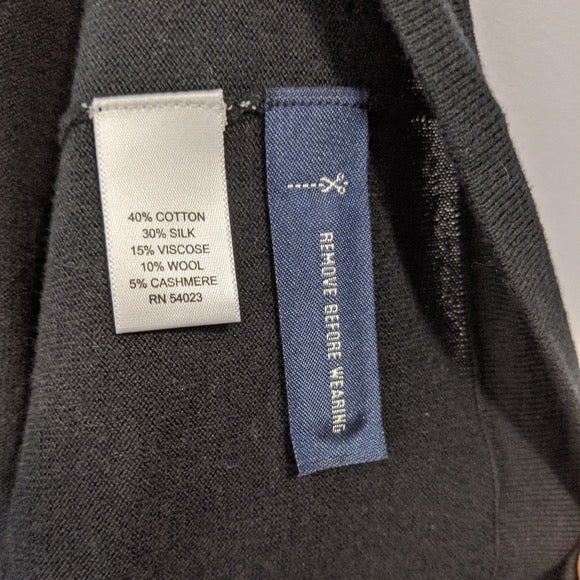 40% COTTON
30% SILK
15% VISCOSE
10% WOOL
5% CASHMERE
RN 54023
REMOVE BEFORE WEARING